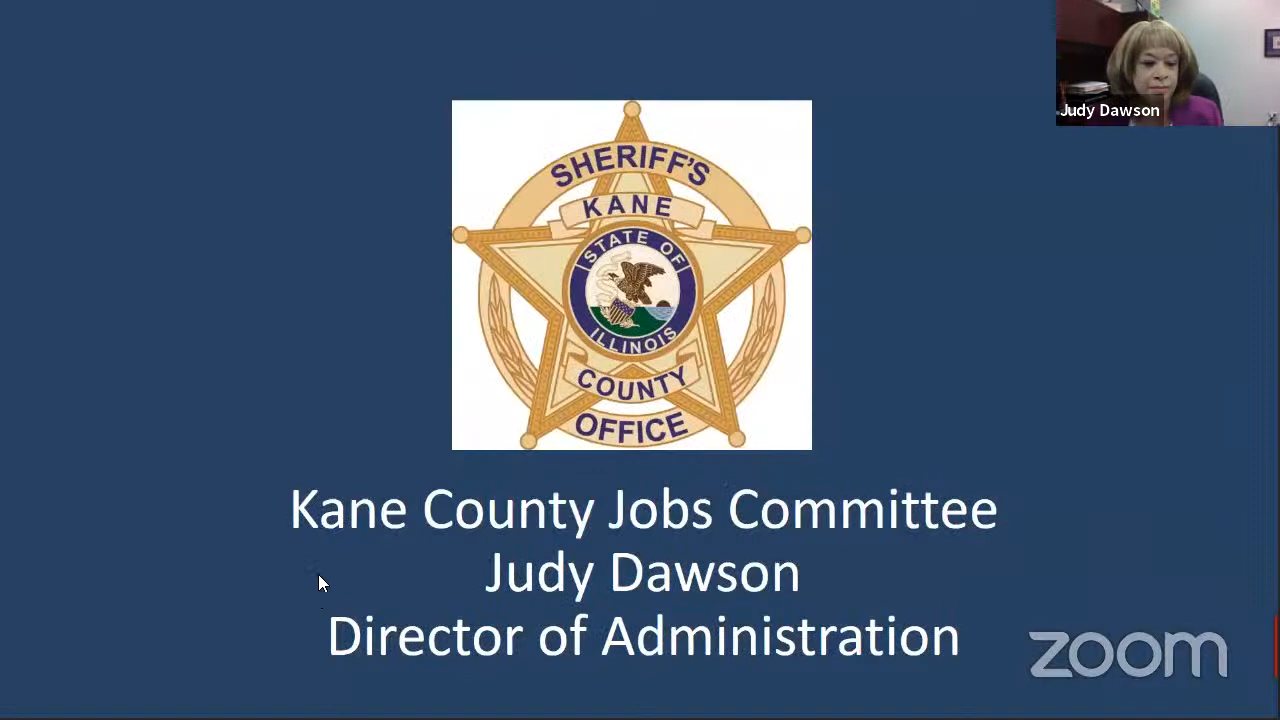 Judy Dawson
SHERIFF'S
KANE
STATE OF
ILLINOIS
COUNTY
OFFICE
Kane County Jobs Committee
Judy Dawson
Director of Administration
zoom